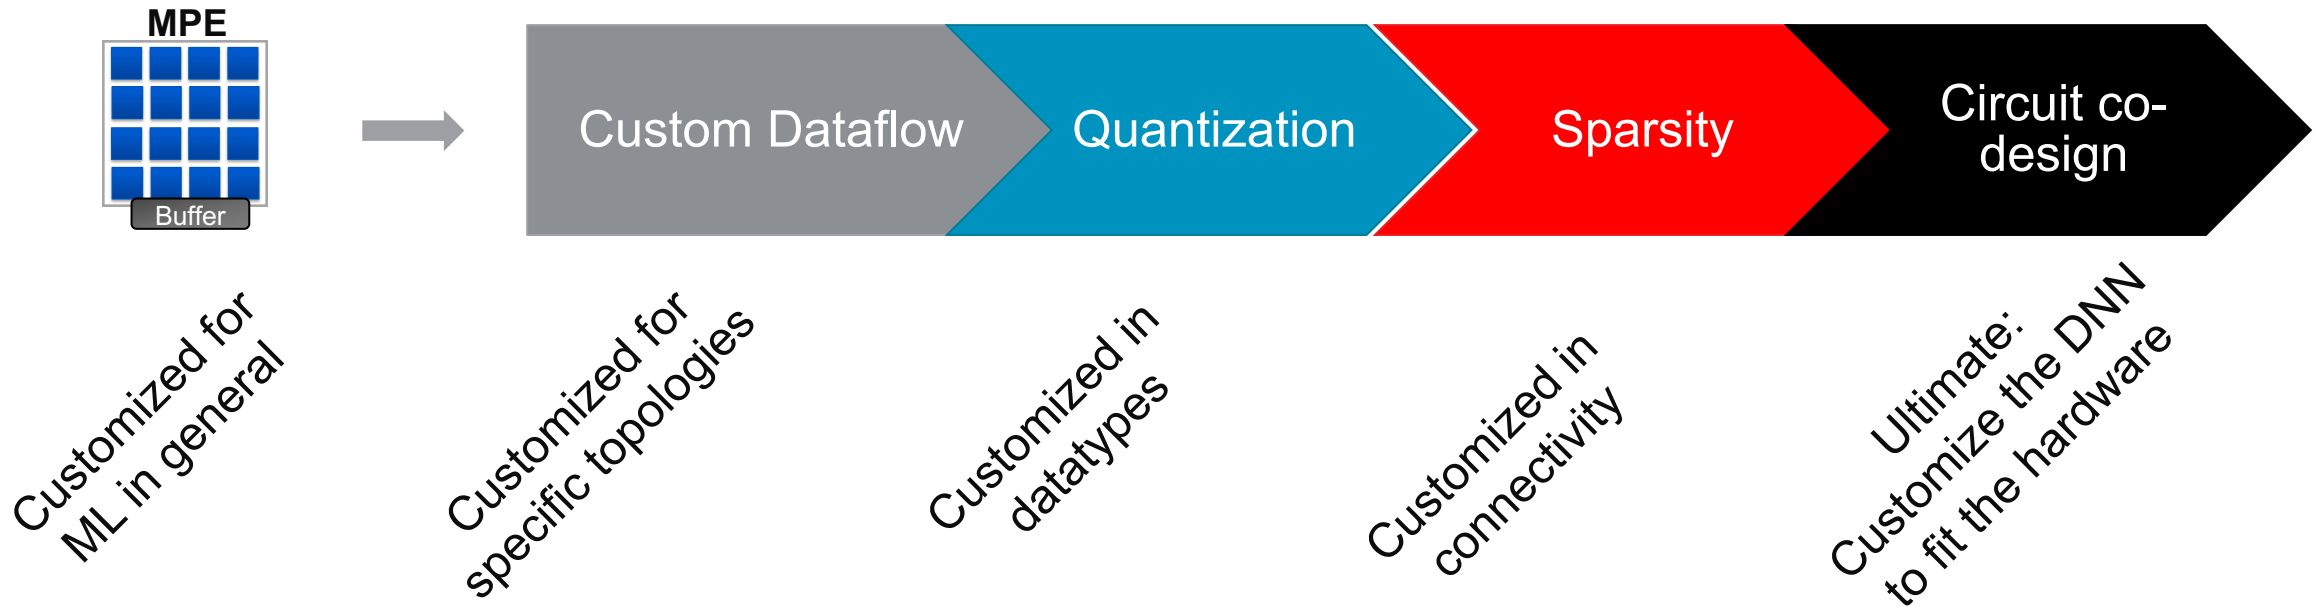 MPE
Buffer
Custom Dataflow
Quantization
Sparsity
Circuit co-
design
Customized for
ML in general
Customized for
specific topologies
Customized in
datatypes
Customized in
connectivity
Ultimate:
Customize the DNN
to fit the hardware